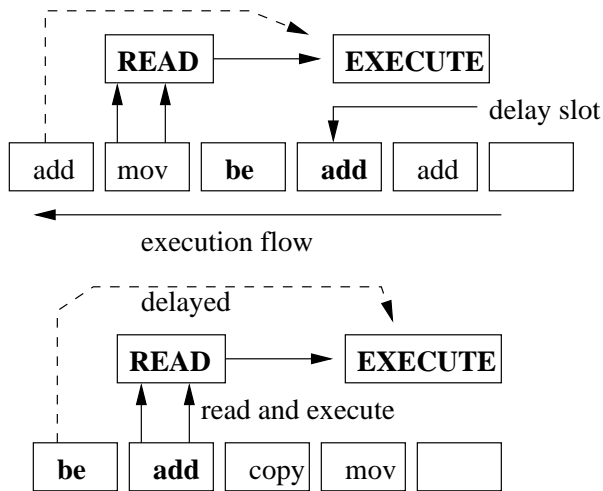 READ EXECUTE
delay slot
add mov be add add
execution flow
delayed
READ EXECUTE
read and execute
be add copy mov